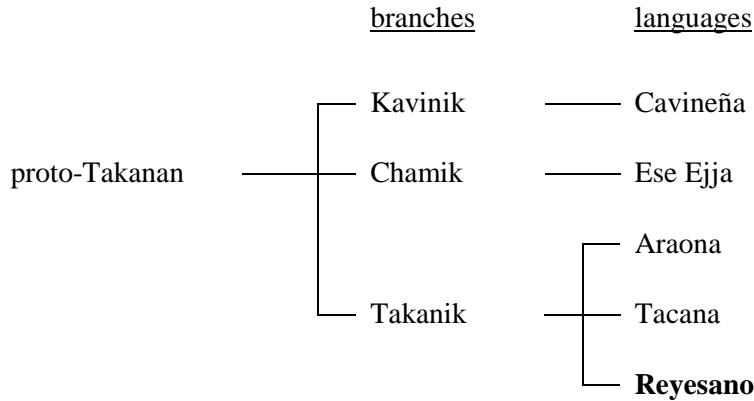 branches languages
Kavinik Cavineña
proto-Takanan Chamik Ese Ejja
Araona
Takanik Tacana
Reyesano